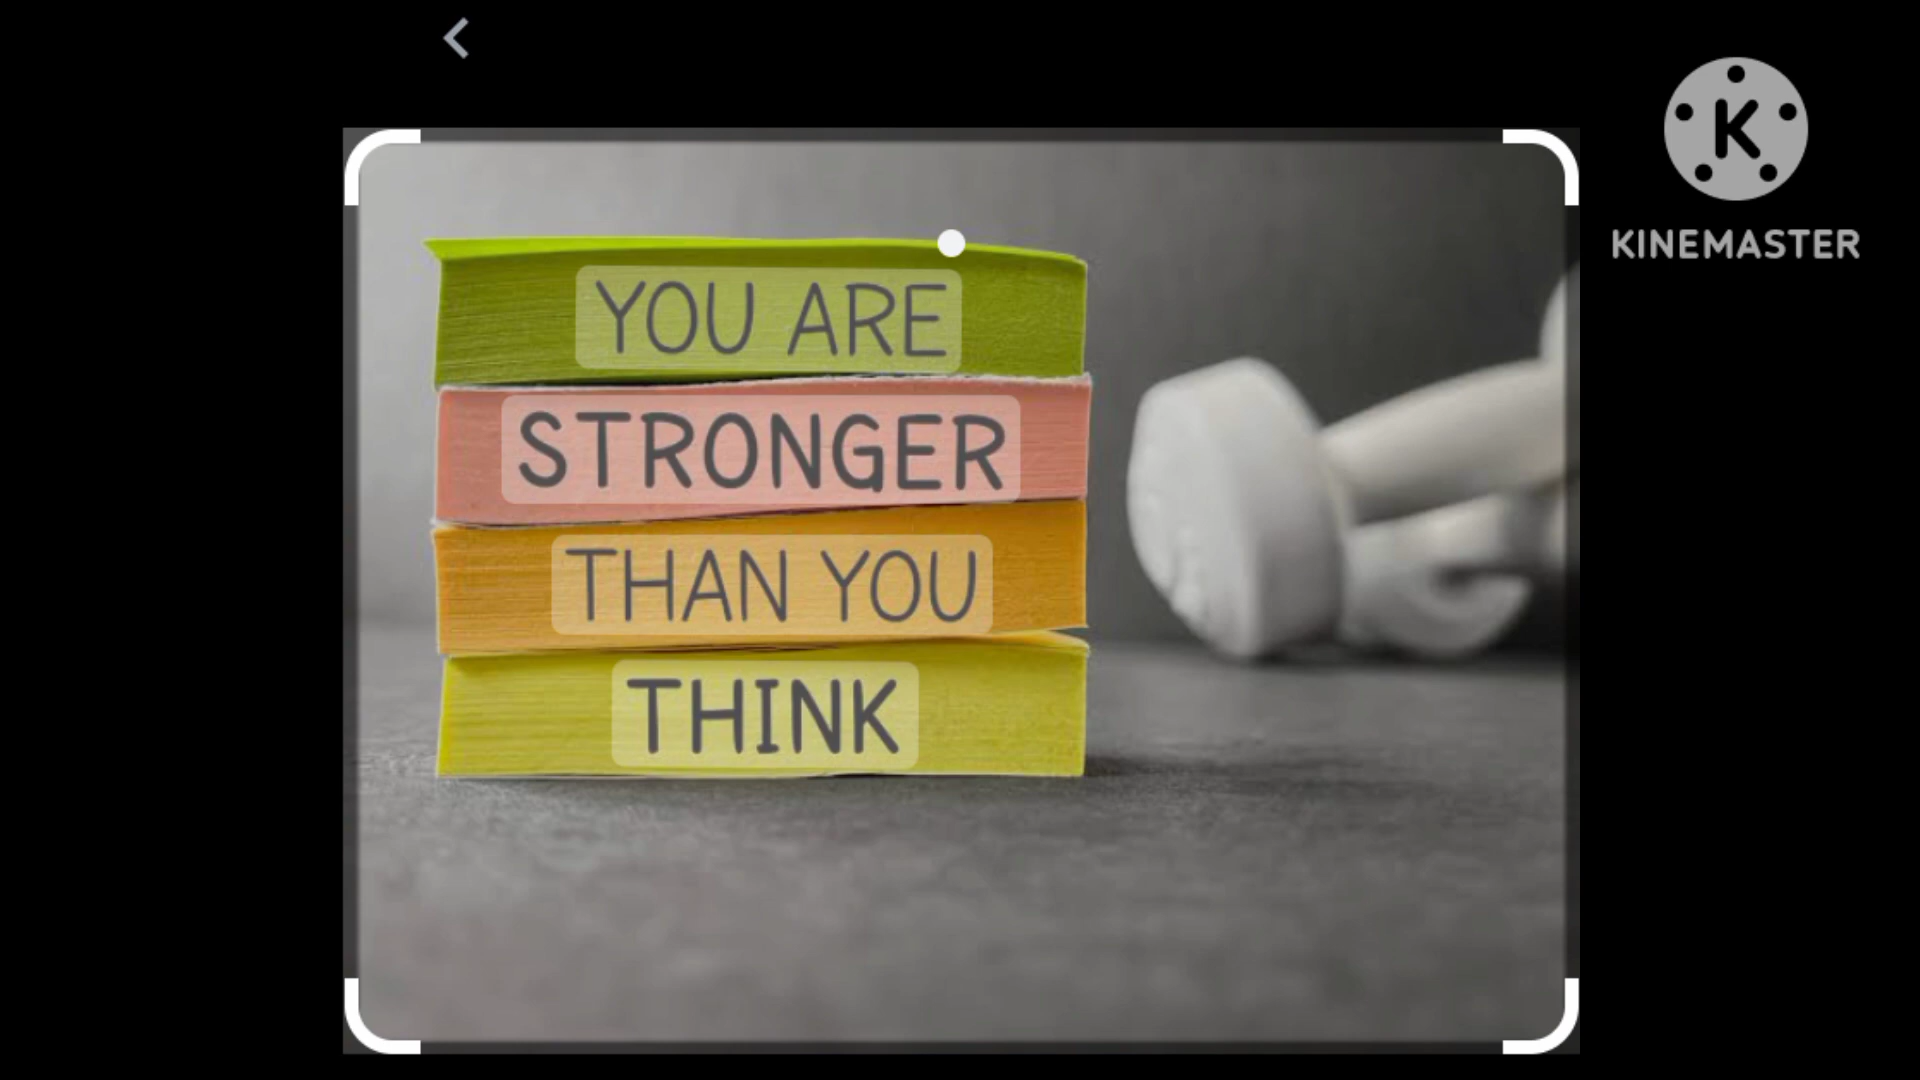 YOU ARE
STRONGER
THAN YOU
THINK
K
KINEMASTER